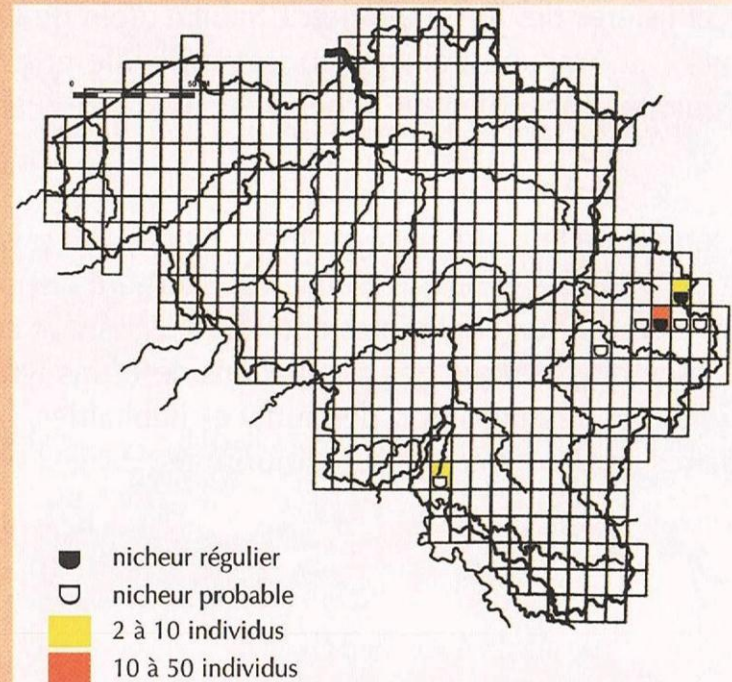 nicheur régulier
nicheur probable
2 à 10 individus
10 à 50 individus